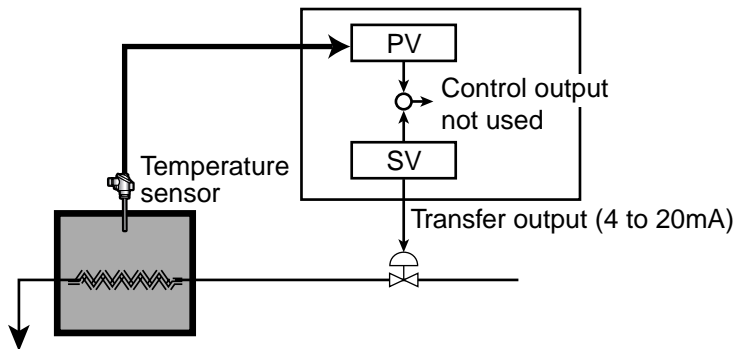 PV
Control output
not used
SV
Temperature
sensor
Transfer output (4 to 20mA)